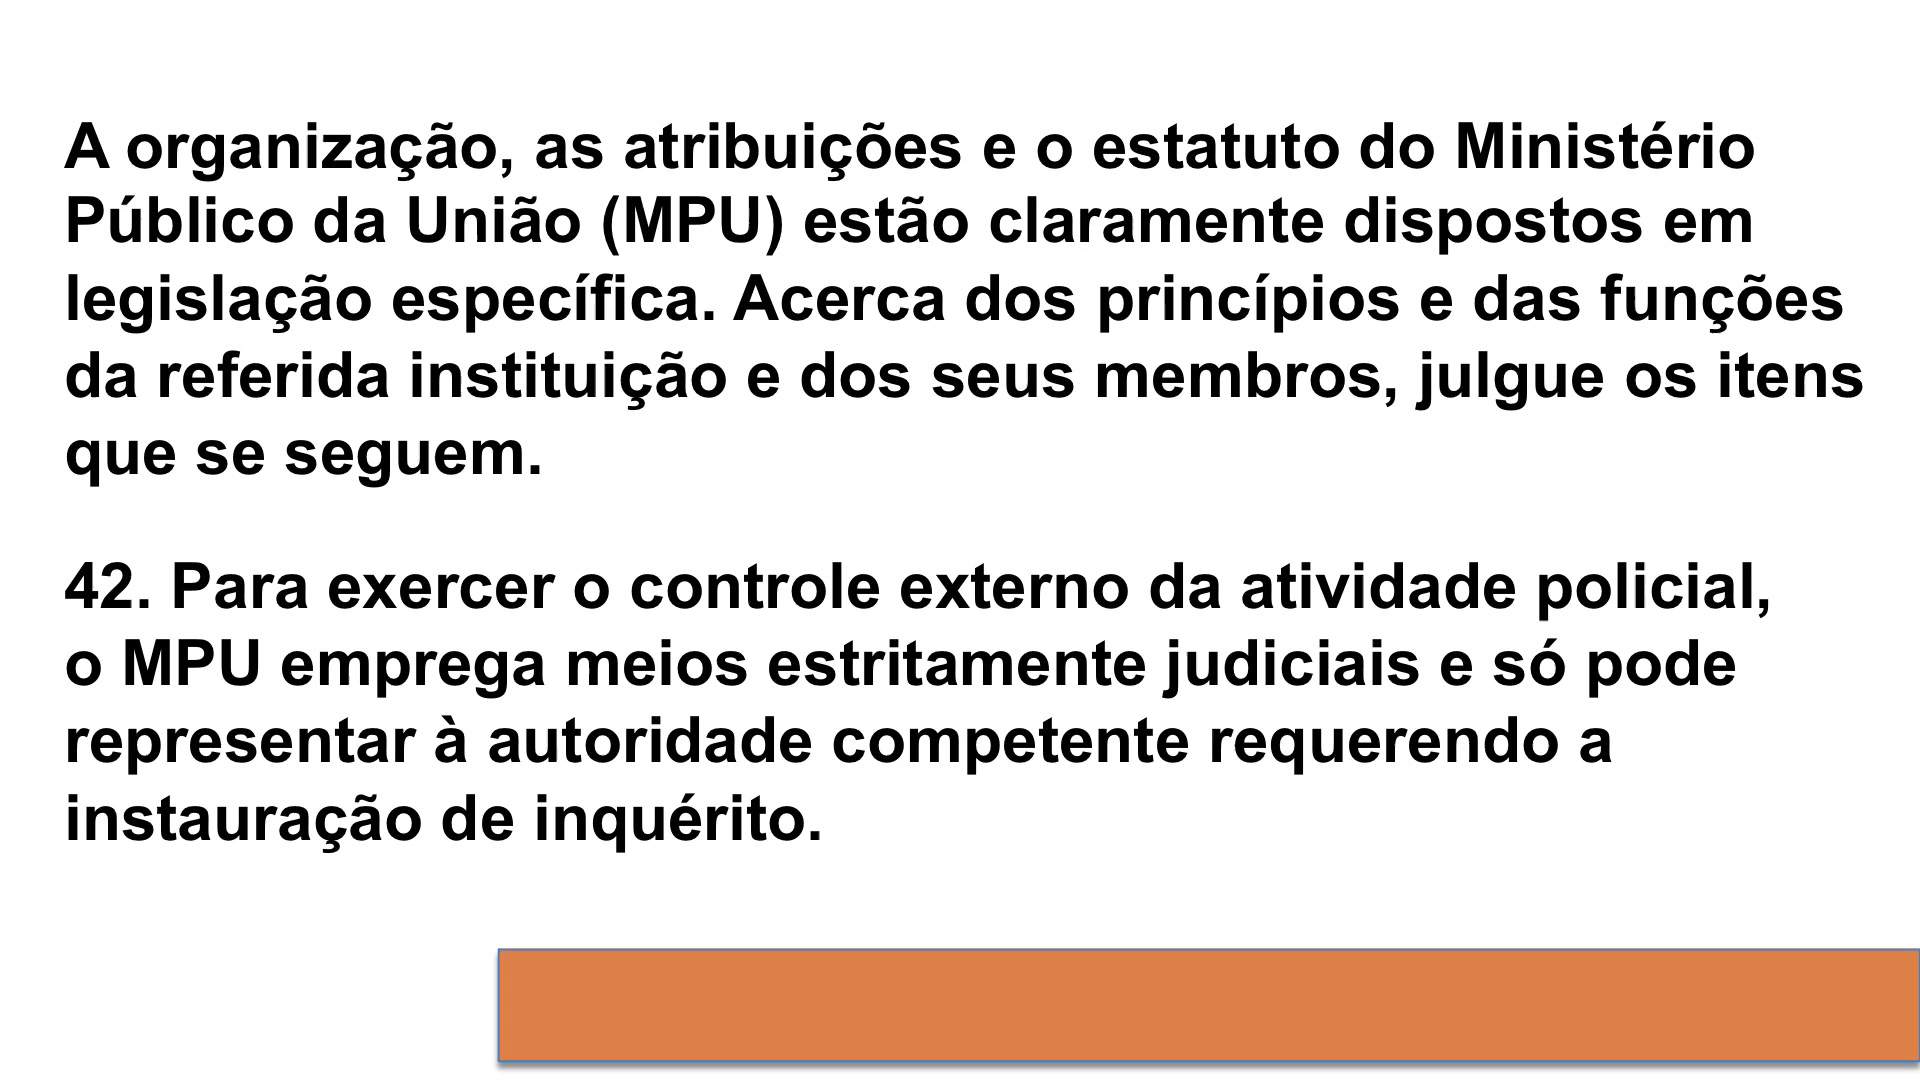 A organização, as atribuições e o estatuto do Ministério
Público da União (MPU) estão claramente dispostos em
legislação específica. Acerca dos princípios e das funções
da referida instituição e dos seus membros, julgue os itens
que se seguem.
42. Para exercer o controle externo da atividade policial,
o MPU emprega meios estritamente judiciais e só pode
representar à autoridade competente requerendo a
instauração de inquérito.